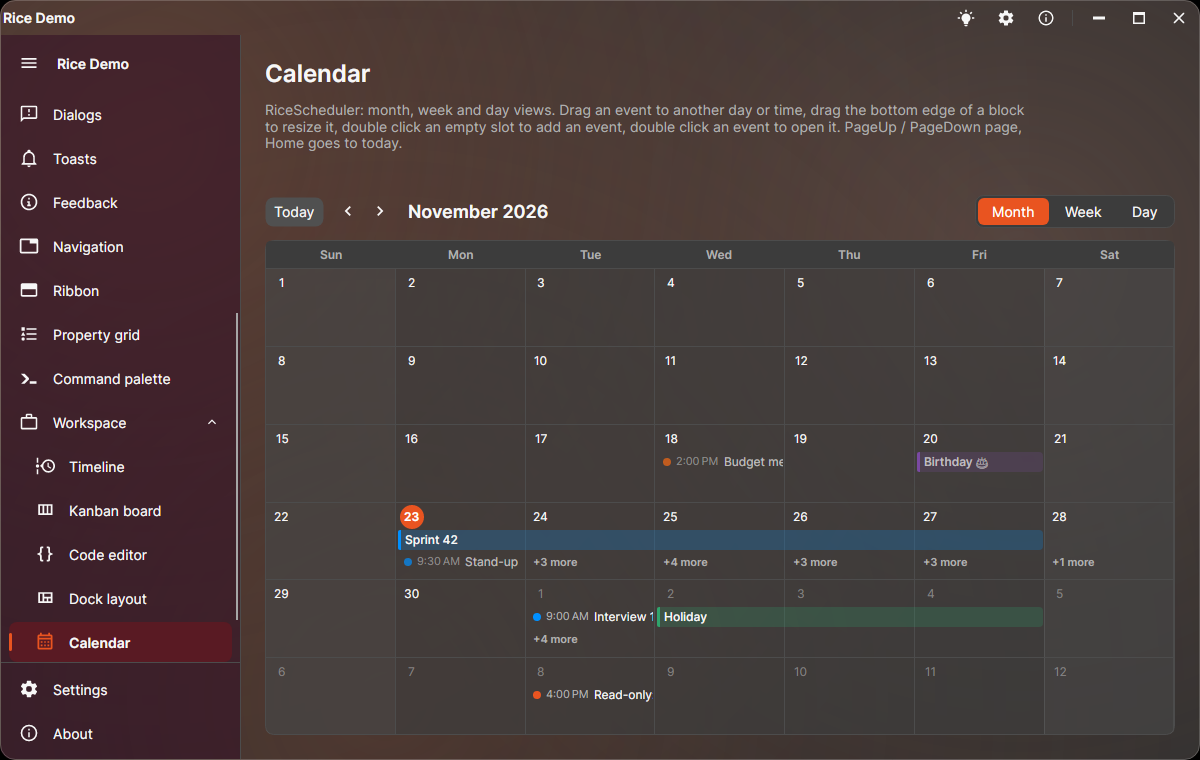 Rice Demo
Rice Demo
Dialogs
Toasts
Feedback
Navigation
Ribbon
Property grid
Command palette
Workspace
Timeline
Kanban board
Code editor
Dock layout
Calendar
Settings
About
Calendar
RiceScheduler: month, week and day views. Drag an event to another day or time, drag the bottom edge of a block
to resize it, double click an empty slot to add an event, double click an event to open it. PageUp / PageDown page,
Home goes to today.
Today November 2026 Month Week Day
Sun Mon Tue Wed Thu Fri Sat
1 2 3 4 5 6 7
8 9 10 11 12 13 14
15 16 17 18 19 20 21
2:00 PM Budget me Birthday 🎂
22 23 24 25 26 27 28
Sprint 42
9:30 AM Stand-up +3 more +4 more +3 more +3 more +1 more
29 30 1 2 3 4 5
9:00 AM Interview 1 Holiday
+4 more
6 7 8 9 10 11 12
4:00 PM Read-only